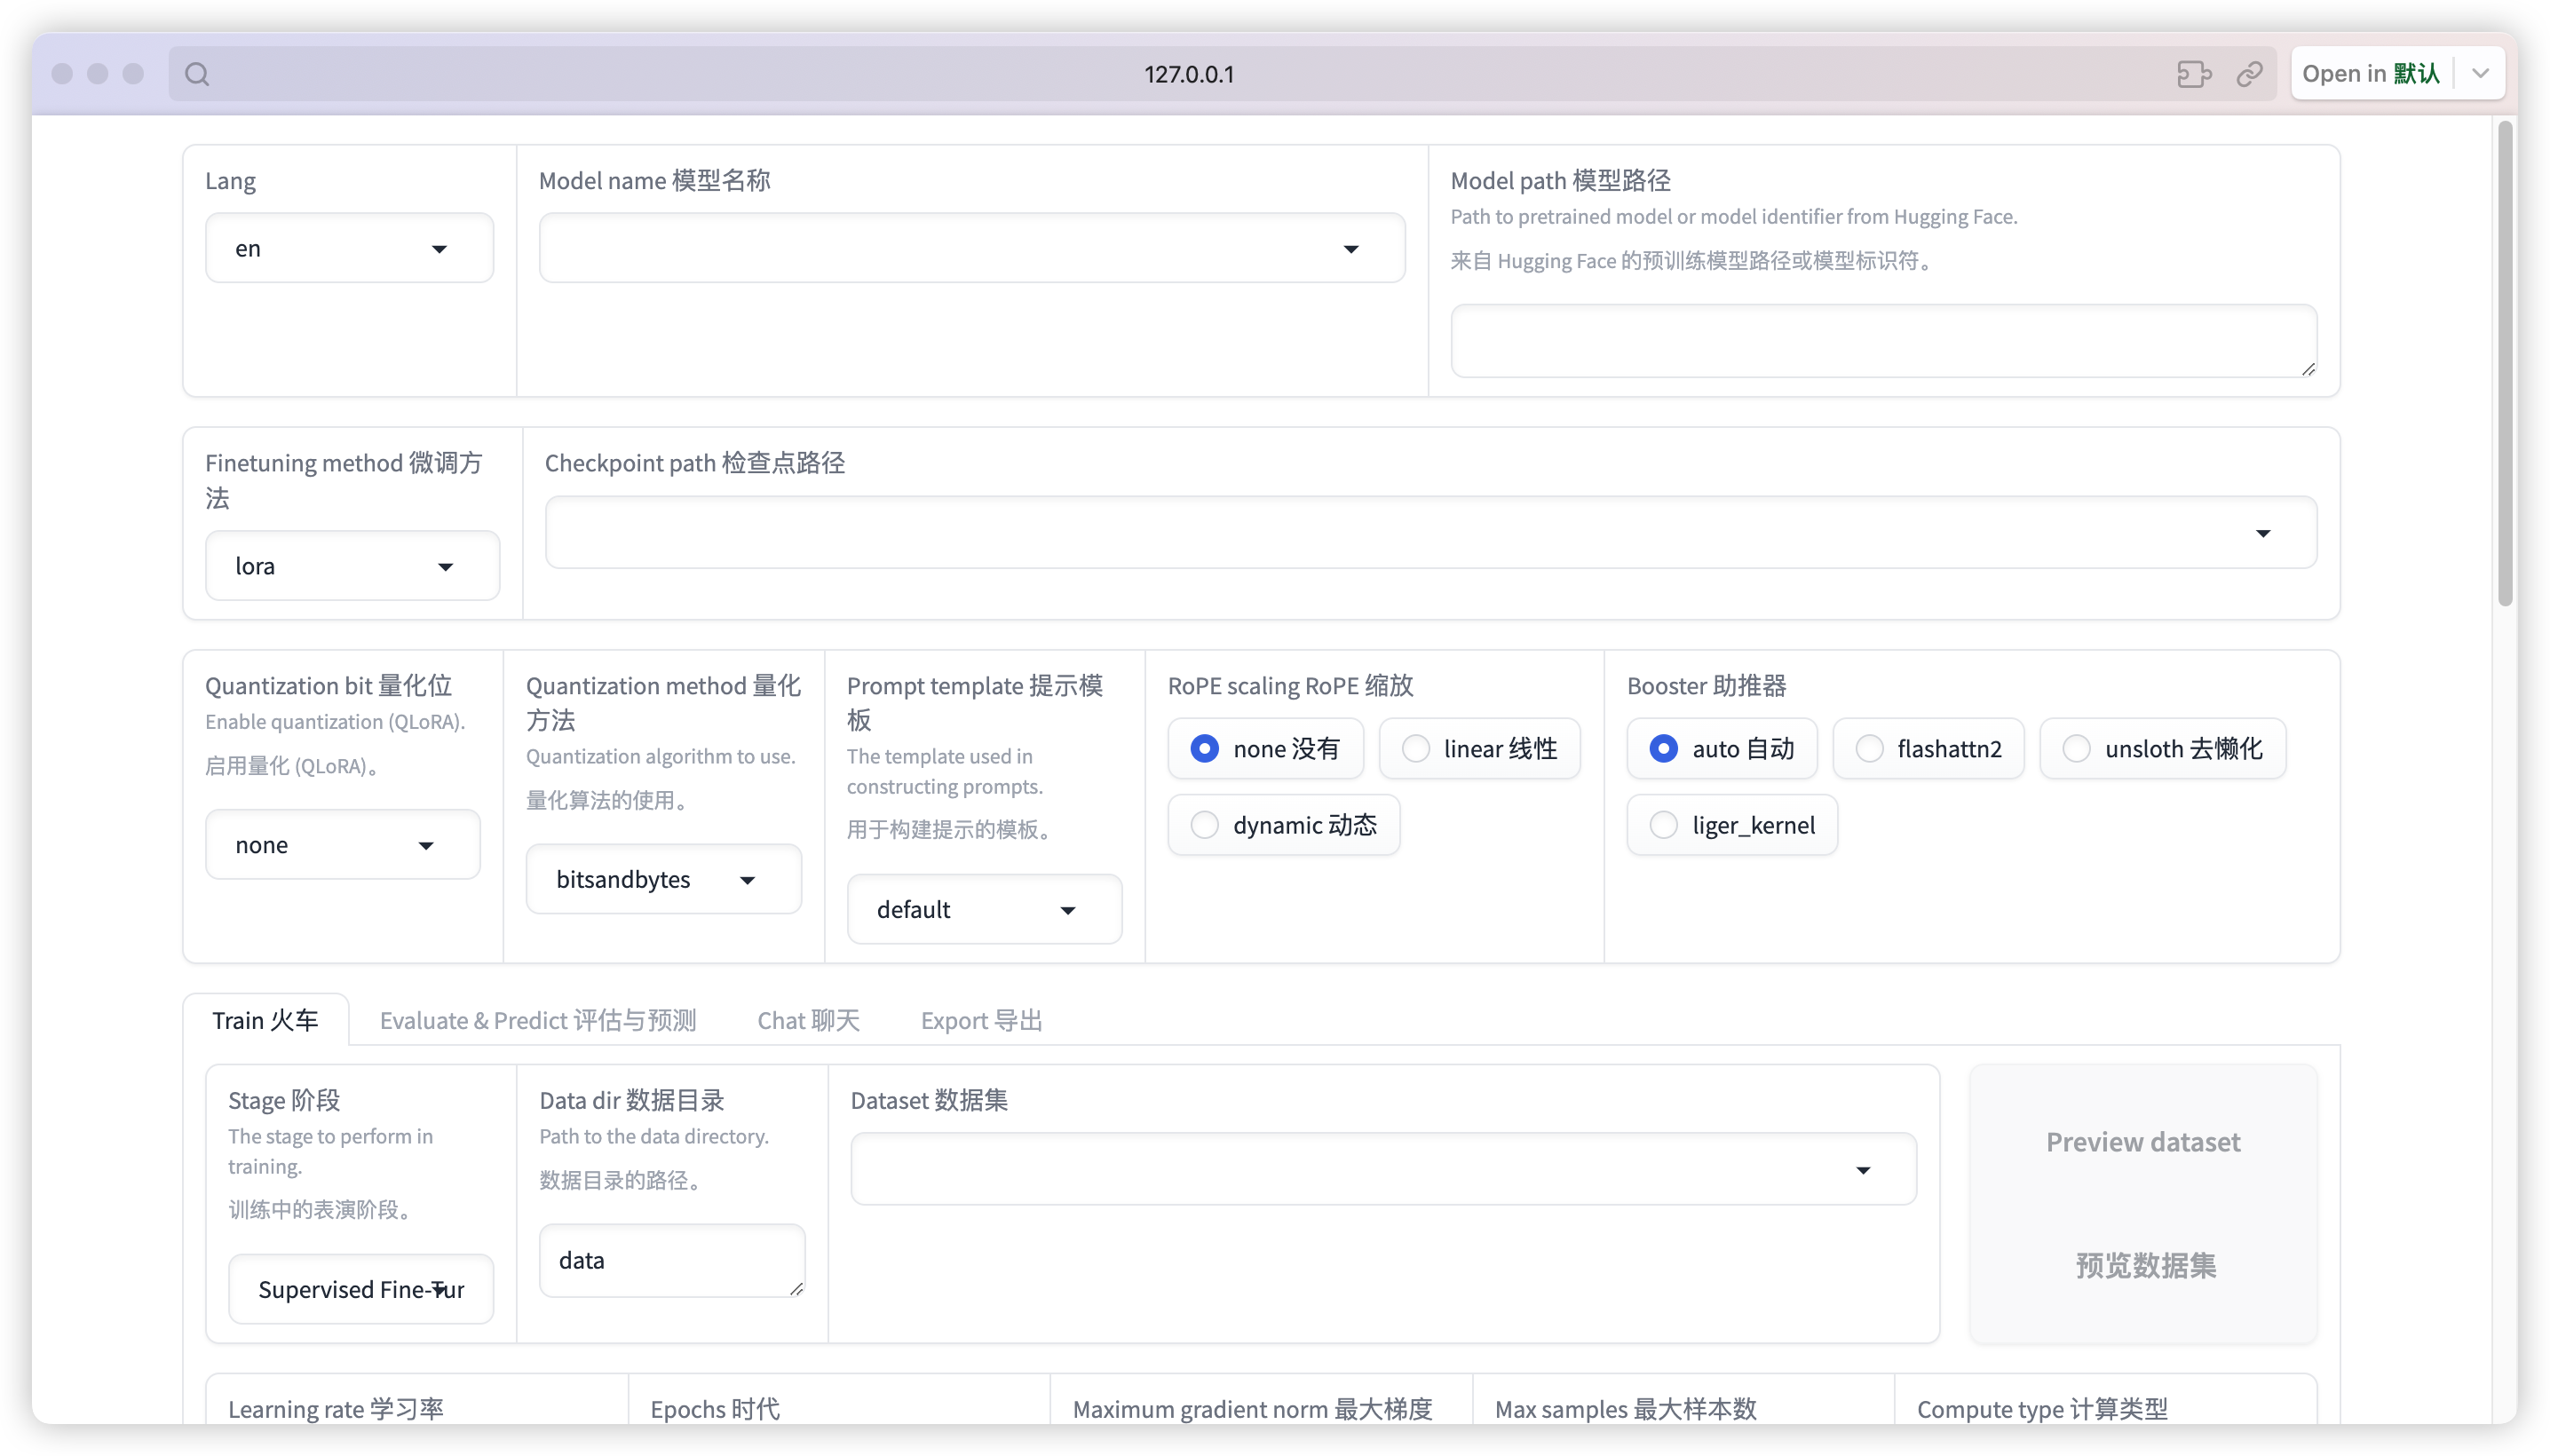 127.0.0.1
Open in 默认
Lang
en
Model name 模型名称
Model path 模型路径
Path to pretrained model or model identifier from Hugging Face.
来自 Hugging Face 的预训练模型路径或模型标识符。
Finetuning method 微调方
法
lora
Checkpoint path 检查点路径
Quantization bit 量化位
Enable quantization (QLoRA).
启用量化 (QLoRA)。
none
Quantization method 量化
方法
Quantization algorithm to use.
量化算法的使用。
bitsandbytes
Prompt template 提示模
板
The template used in
constructing prompts.
用于构建提示的模板。
default
RoPE scaling RoPE 缩放
none 没有
linear 线性
dynamic 动态
Booster 助推器
auto 自动
flashattn2
unsloth 去懒化
liger_kernel
Train 火车
Evaluate & Predict 评估与预测
Chat 聊天
Export 导出
Stage 阶段
The stage to perform in
training.
训练中的表演阶段。
Supervised Fine-Tur
Data dir 数据目录
Path to the data directory.
数据目录的路径。
data
Dataset 数据集
Preview dataset
预览数据集
Learning rate 学习率
Epochs 时代
Maximum gradient norm 最大梯度
Max samples 最大样本数
Compute type 计算类型